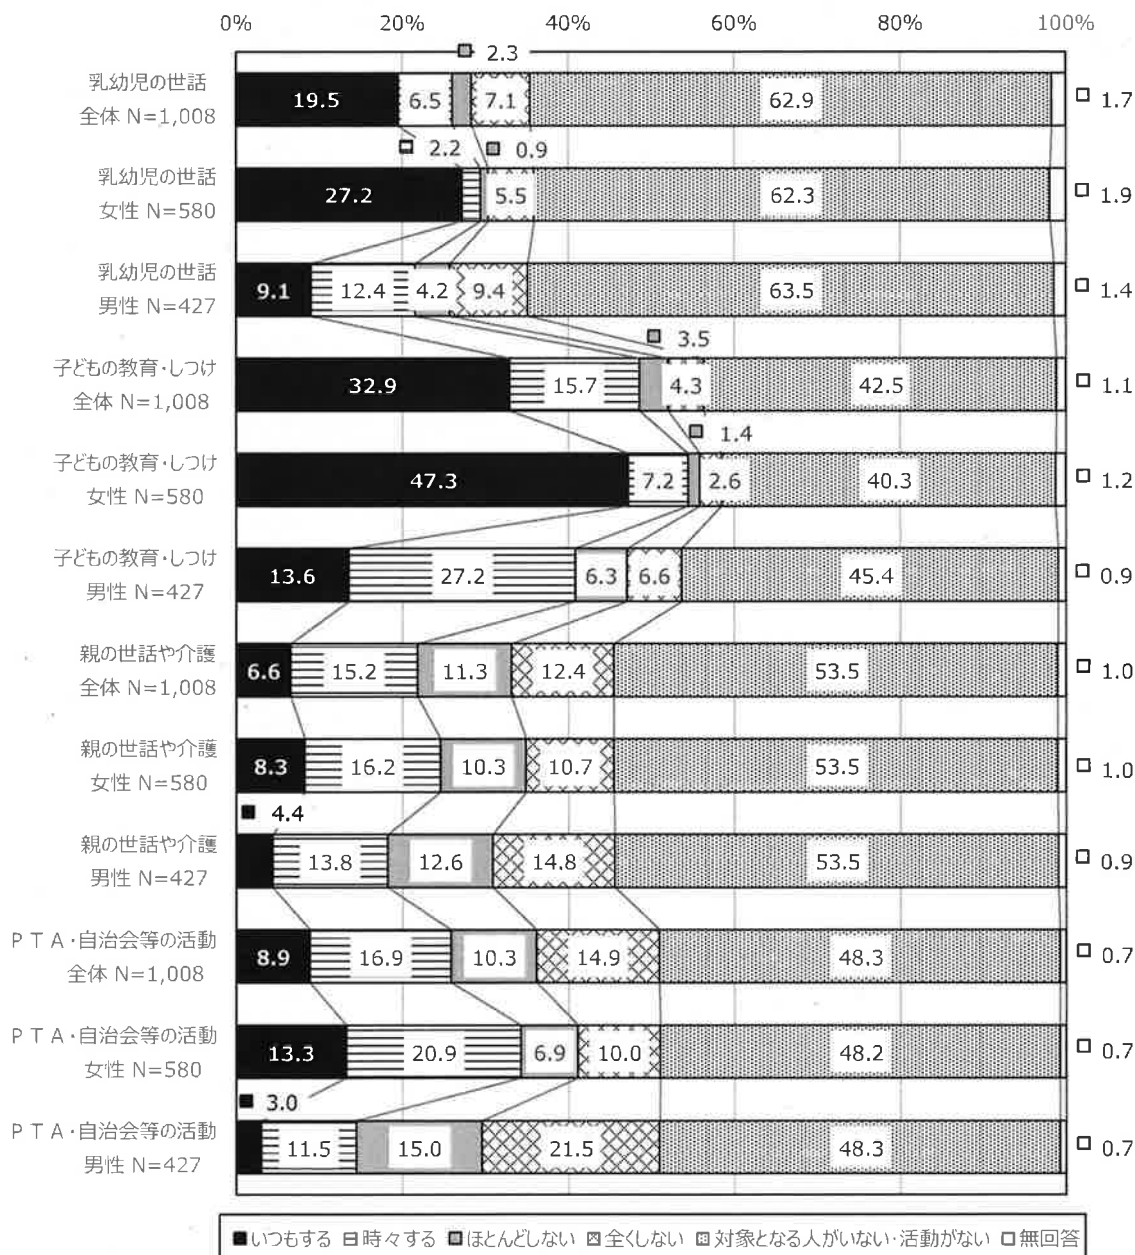 0% 20% 40% 60% 80% 100%
2.3
乳幼児の世話
全体 N=1,008
19.5 6.5 7.1 62.9 1.7
2.2 0.9
乳幼児の世話
女性 N=580
27.2 5.5 62.3 1.9
乳幼児の世話
男性 N=427
9.1 12.4 4.2 9.4 63.5 1.4
3.5
子どもの教育・しつけ
全体 N=1,008
32.9 15.7 4.3 42.5 1.1
1.4
子どもの教育・しつけ
女性 N=580
47.3 7.2 2.6 40.3 1.2
子どもの教育・しつけ
男性 N=427
13.6 27.2 6.3 6.6 45.4 0.9
親の世話や介護
全体 N=1,008
6.6 15.2 11.3 12.4 53.5 1.0
親の世話や介護
女性 N=580
8.3 16.2 10.3 10.7 53.5 1.0
4.4
親の世話や介護
男性 N=427
13.8 12.6 14.8 53.5 0.9
ＰＴＡ・自治会等の活動
全体 N=1,008
8.9 16.9 10.3 14.9 48.3 0.7
ＰＴＡ・自治会等の活動
女性 N=580
13.3 20.9 6.9 10.0 48.2 0.7
3.0
ＰＴＡ・自治会等の活動
男性 N=427
11.5 15.0 21.5 48.3 0.7
いつもする 時々する ほとんどしない 全くしない 対象となる人がいない・活動がない 無回答